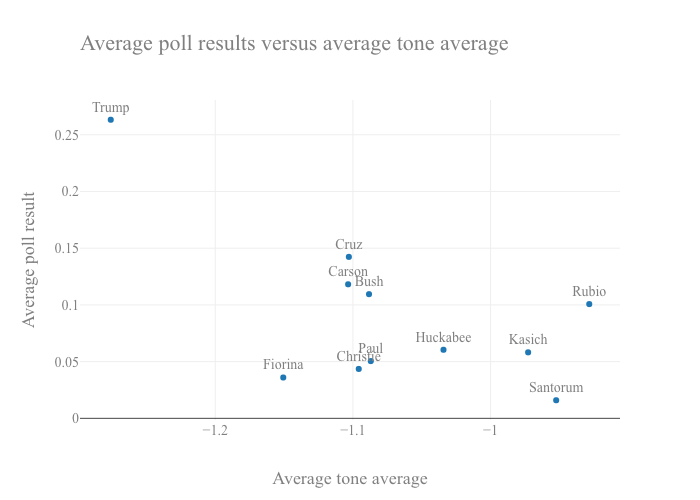 Average poll results versus average tone average
Trump
0.25
0.2
Cruz
0.15
Carson
Bush
Rubio
0.1
Huckabee
Kasich
Paul
Christie
0.05
Fiorina
Santorum
0
−1.2
−1.1
−1
Average poll result
Average tone average